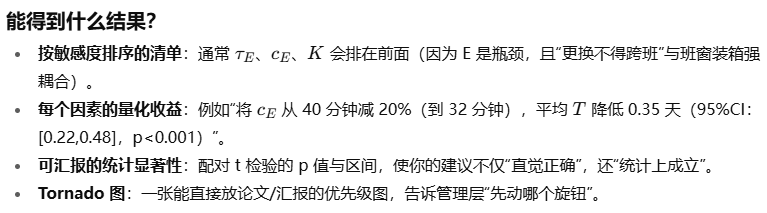 能得到什么结果？
• 按敏感度排序的清单：通常 τE、cE、K 会排在前面（因为 E 是瓶颈，且“更换不得跨班”与班窗装箱强
耦合）。
• 每个因素的量化收益：例如“将 cE 从 40 分钟减 20%（到 32 分钟），平均 T 降低 0.35 天（95%CI：
[0.22,0.48]，p<0.001）”。
• 可汇报的统计显著性：配对 t 检验的 p 值与区间，使你的建议不仅“直觉正确”，还“统计上成立”。
• Tornado 图：一张能直接放论文/汇报的优先级图，告诉管理层“先动哪个旋钮”。